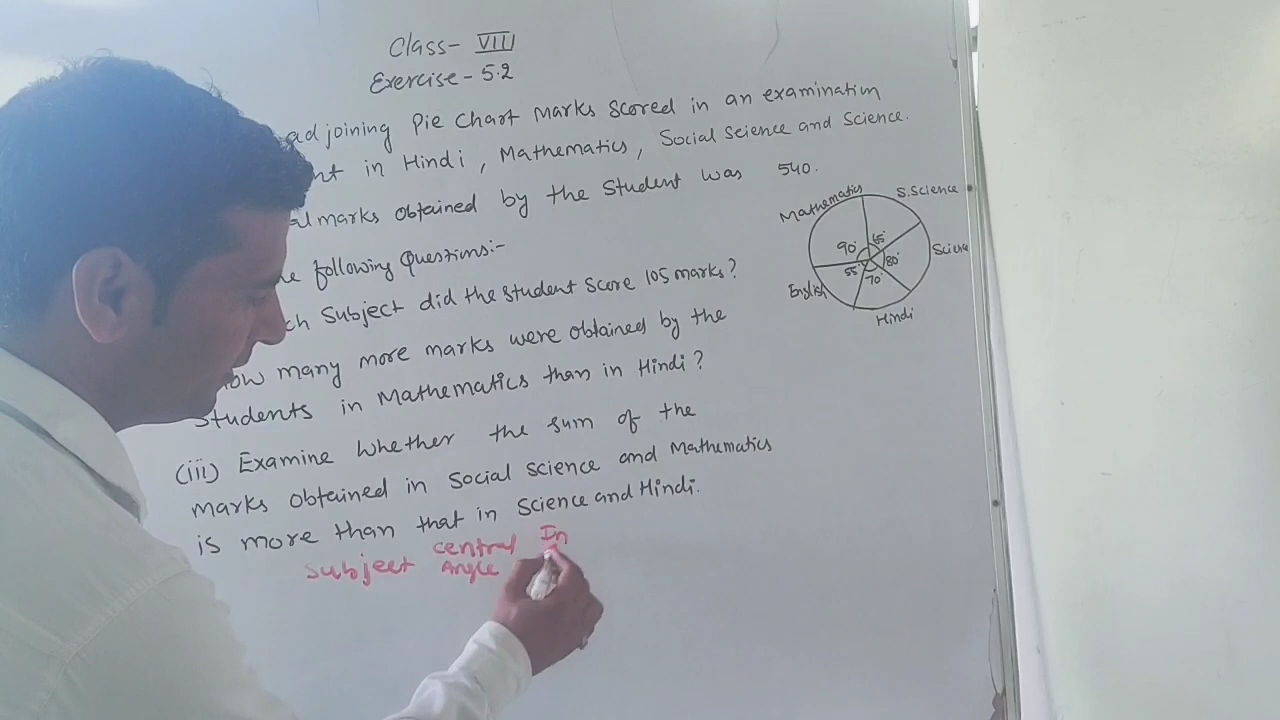 Class- VIII
Exercise - 5.2
adjoining Pie Chart Marks Scored in an examination
nt in Hindi, Mathematics, Social Science and Science.
marks obtained by the Student was 540.
following Questions:-
ch Subject did the student Score 105 marks?
ow many more marks were obtained by the
Students in Mathematics than in Hindi?
(iii) Examine whether the sum of the
marks obtained in Social Science and Mathematics
is more than that in Science and Hindi.
Subject Central Angle In
Mathematics
S.Science
90° 65°
Science
55° 80°
70°
English
Hindi